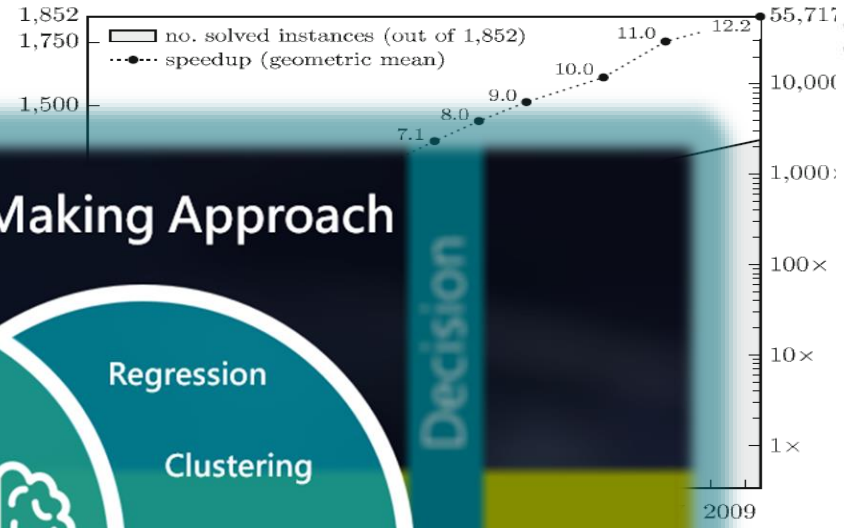 1,852
1,750
1,500
no. solved instances (out of 1,852)
speedup (geometric mean)
7.1
8.0
9.0
10.0
11.0
12.2
55,717
10,000
1,000×
100×
10×
1×
2009
Making Approach
Decision
Regression
Clustering